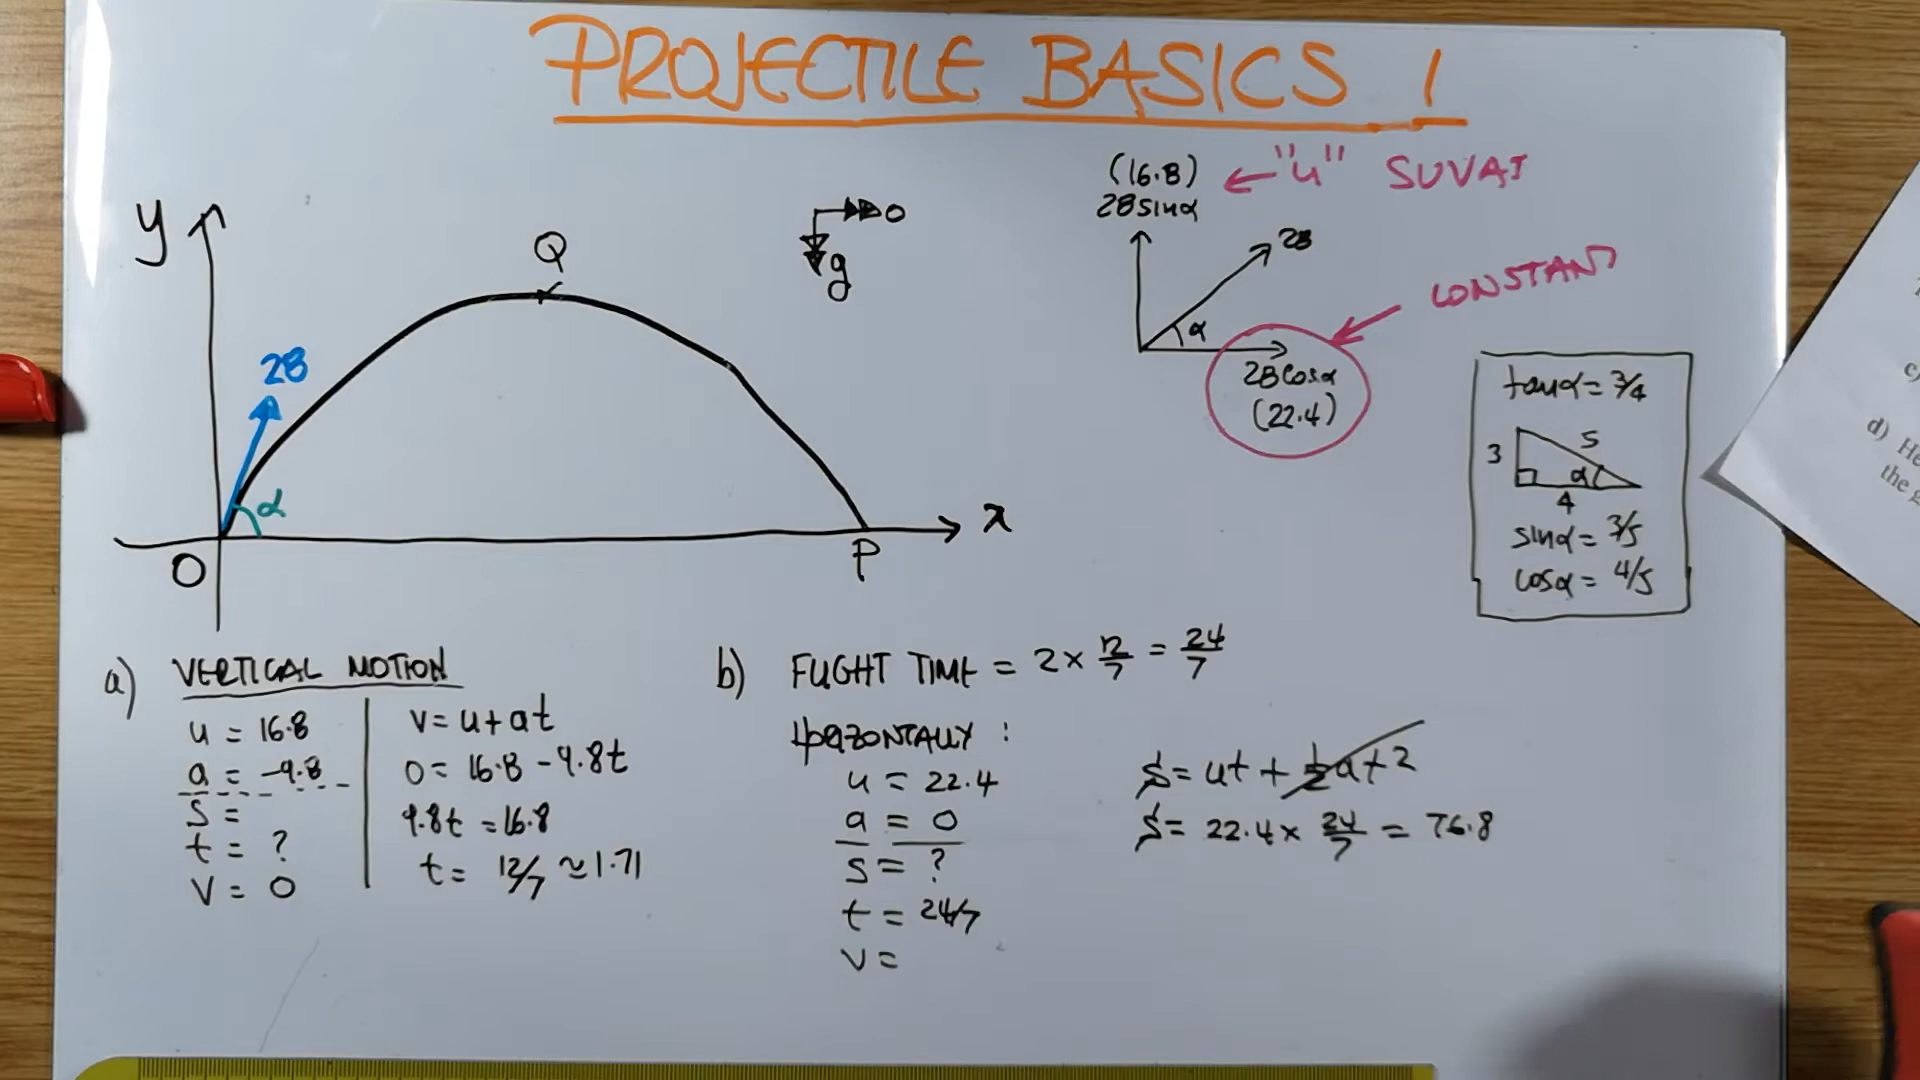 PROJECTILE BASICS 1
(16.8) ← "u" SUVAT
28sinα
y
Q
→ 0
g
28
CONSTANT
α
28cosα
(22.4)
28
α
O
P
x
tanα = 3/4
3
5
α
4
sinα = 3/5
cosα = 4/5
c)
d) He
the g
a) VERTICAL MOTION
u = 16.8
a = -9.8
S =
t = ?
V = 0
V = u + at
0 = 16.8 - 9.8t
9.8t = 16.8
t = 12/7 ≃ 1.71
b) FLIGHT TIME = 2 × 12/7 = 24/7
HORIZONTALLY :
u = 22.4
a = 0
S = ?
t = 24/7
V =
S = ut + ½at2
S = 22.4 × 24/7 = 76.8